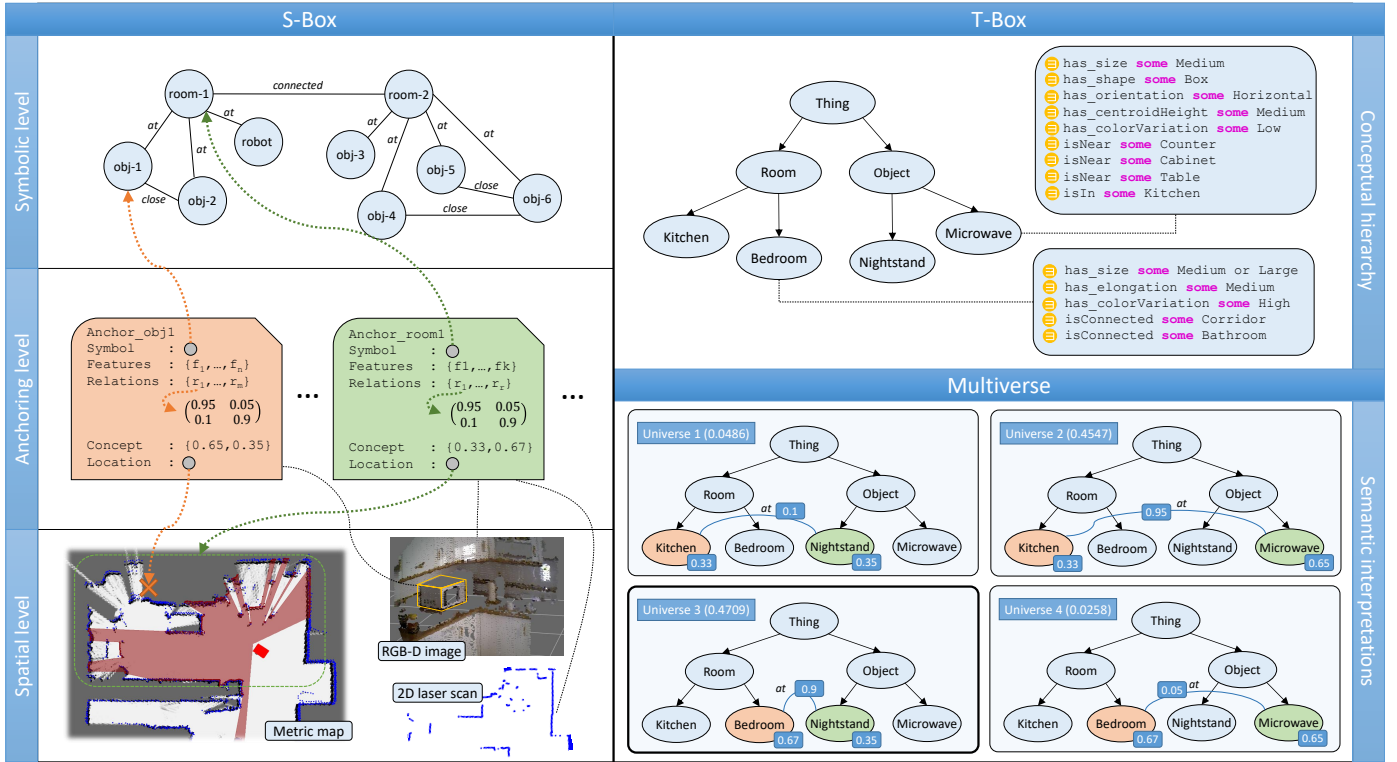 S-Box
T-Box
Symbolic level
Anchoring level
Spatial level
room-1
connected
room-2
at
at
at
robot
obj-1
close
obj-2
at
at
at
at
obj-3
obj-5
close
obj-6
obj-4
close
Anchor_obj1
Symbol :
Features : {f1,…,fn}
Relations : {r1,…,rm}
(0.95 0.05
0.1 0.9)
Concept : {0.65,0.35}
Location :
...
Anchor_room1
Symbol :
Features : {f1,…,fk}
Relations : {r1,…,rr}
(0.95 0.05
0.1 0.9)
Concept : {0.33,0.67}
Location :
...
RGB-D image
2D laser scan
Metric map
Thing
Room
Object
Kitchen
Bedroom
Nightstand
Microwave
has_size some Medium
has_shape some Box
has_orientation some Horizontal
has_centroidHeight some Medium
has_colorVariation some Low
isNear some Counter
isNear some Cabinet
isNear some Table
isIn some Kitchen
has_size some Medium or Large
has_elongation some Medium
has_colorVariation some High
isConnected some Corridor
isConnected some Bathroom
Conceptual hierarchy
Multiverse
Semantic interpretations
Universe 1 (0.0486)
Thing
Room
Object
at
0.1
Kitchen
Bedroom
Nightstand
Microwave
0.33
0.35
Universe 2 (0.4547)
Thing
Room
Object
at
0.95
Kitchen
Bedroom
Nightstand
Microwave
0.33
0.65
Universe 3 (0.4709)
Thing
Room
Object
at
0.9
Kitchen
Bedroom
Nightstand
Microwave
0.67
0.35
Universe 4 (0.0258)
Thing
Room
Object
at
0.05
Kitchen
Bedroom
Nightstand
Microwave
0.67
0.65